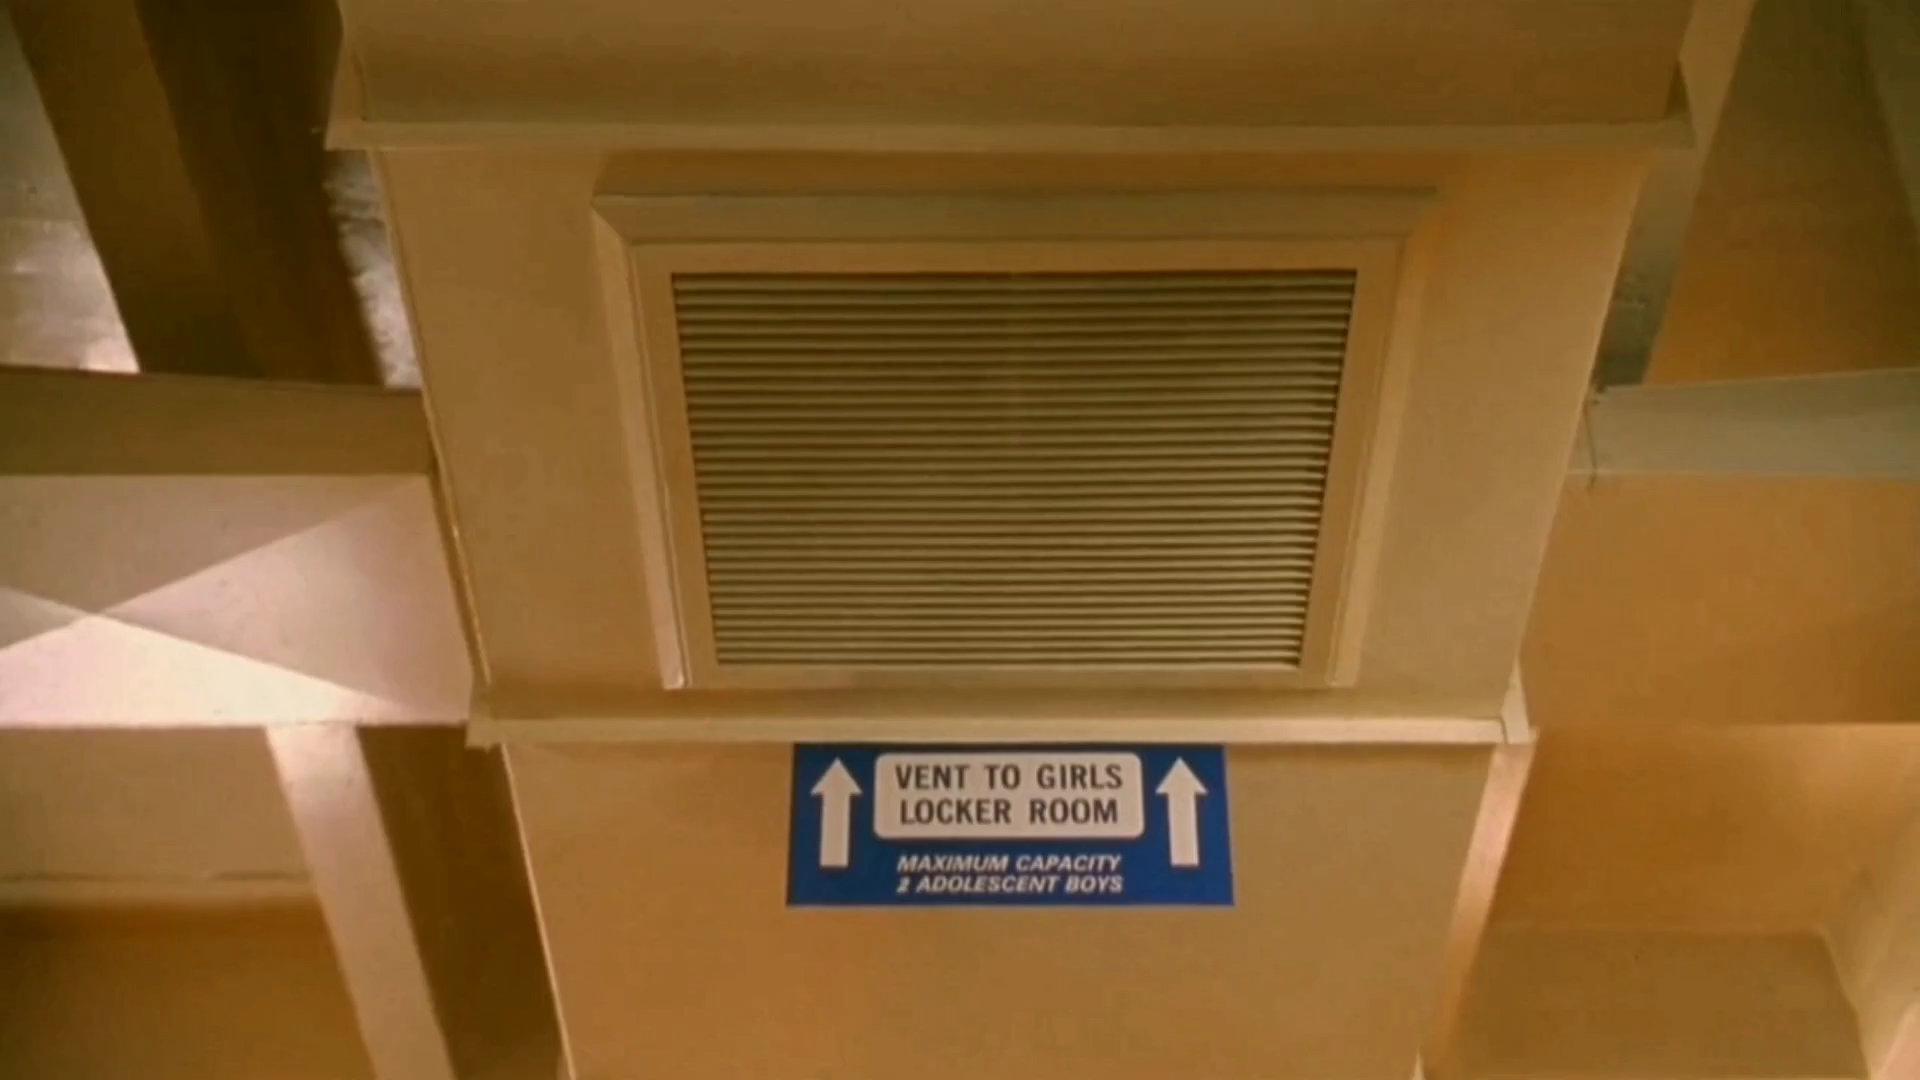 VENT TO GIRLS
LOCKER ROOM
MAXIMUM CAPACITY
2 ADOLESCENT BOYS